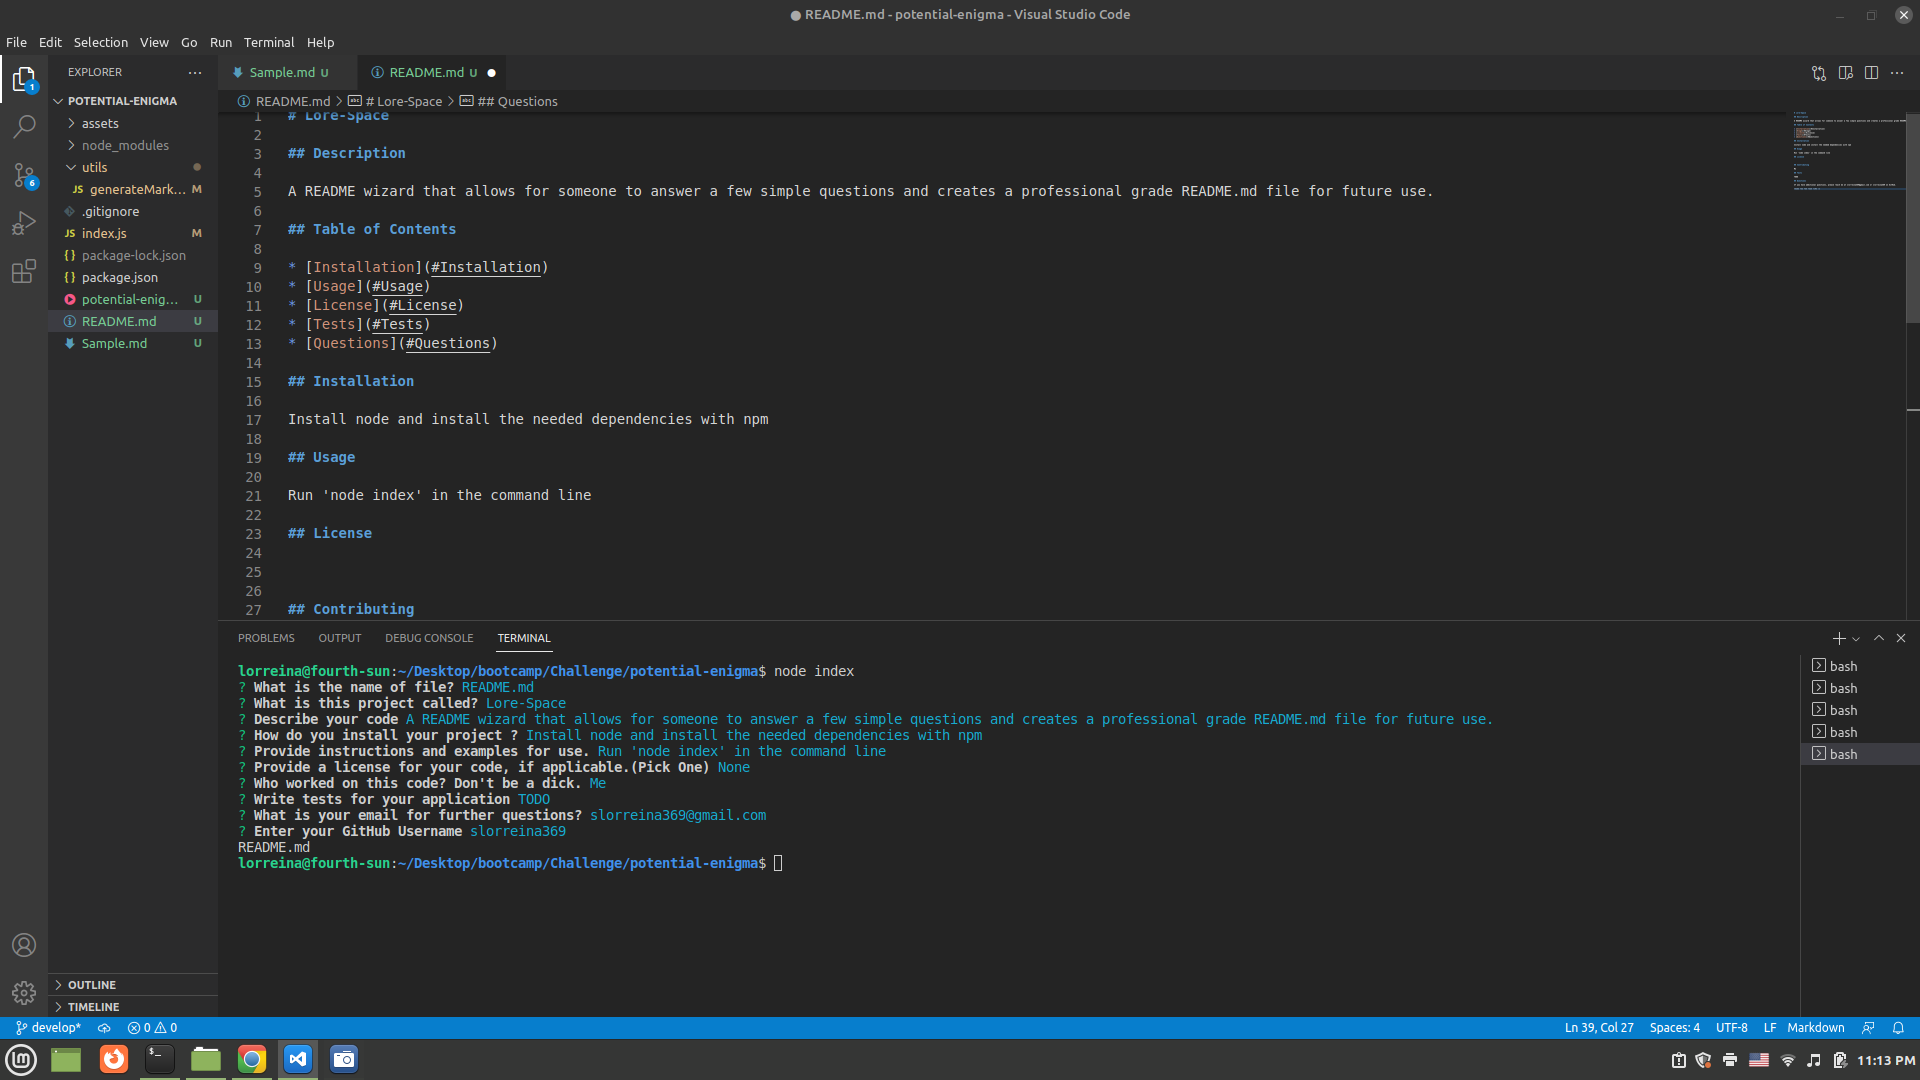 README.md - potential-enigma - Visual Studio Code
File Edit Selection View Go Run Terminal Help
EXPLORER
POTENTIAL-ENIGMA
assets
node_modules
utils
JS generateMark... M
.gitignore
JS index.js M
{} package-lock.json
{} package.json
potential-enig... U
README.md U
Sample.md U
OUTLINE
TIMELINE
1
6
Sample.md U
README.md U
README.md > # Lore-Space > ## Questions
1 # Lore-Space
2
3 ## Description
4
5 A README wizard that allows for someone to answer a few simple questions and creates a professional grade README.md file for future use.
6
7 ## Table of Contents
8
9 * [Installation](#Installation)
10 * [Usage](#Usage)
11 * [License](#License)
12 * [Tests](#Tests)
13 * [Questions](#Questions)
14
15 ## Installation
16
17 Install node and install the needed dependencies with npm
18
19 ## Usage
20
21 Run 'node index' in the command line
22
23 ## License
24
25
26
27 ## Contributing
PROBLEMS OUTPUT DEBUG CONSOLE TERMINAL
lorreina@fourth-sun:~/Desktop/bootcamp/Challenge/potential-enigma$ node index
? What is the name of file? README.md
? What is this project called? Lore-Space
? Describe your code A README wizard that allows for someone to answer a few simple questions and creates a professional grade README.md file for future use.
? How do you install your project ? Install node and install the needed dependencies with npm
? Provide instructions and examples for use. Run 'node index' in the command line
? Provide a license for your code, if applicable.(Pick One) None
? Who worked on this code? Don't be a dick. Me
? Write tests for your application TODO
? What is your email for further questions? slorreina369@gmail.com
? Enter your GitHub Username slorreina369
README.md
lorreina@fourth-sun:~/Desktop/bootcamp/Challenge/potential-enigma$
bash
bash
bash
bash
bash
develop* 0 0
Ln 39, Col 27 Spaces: 4 UTF-8 LF Markdown
11:13 PM